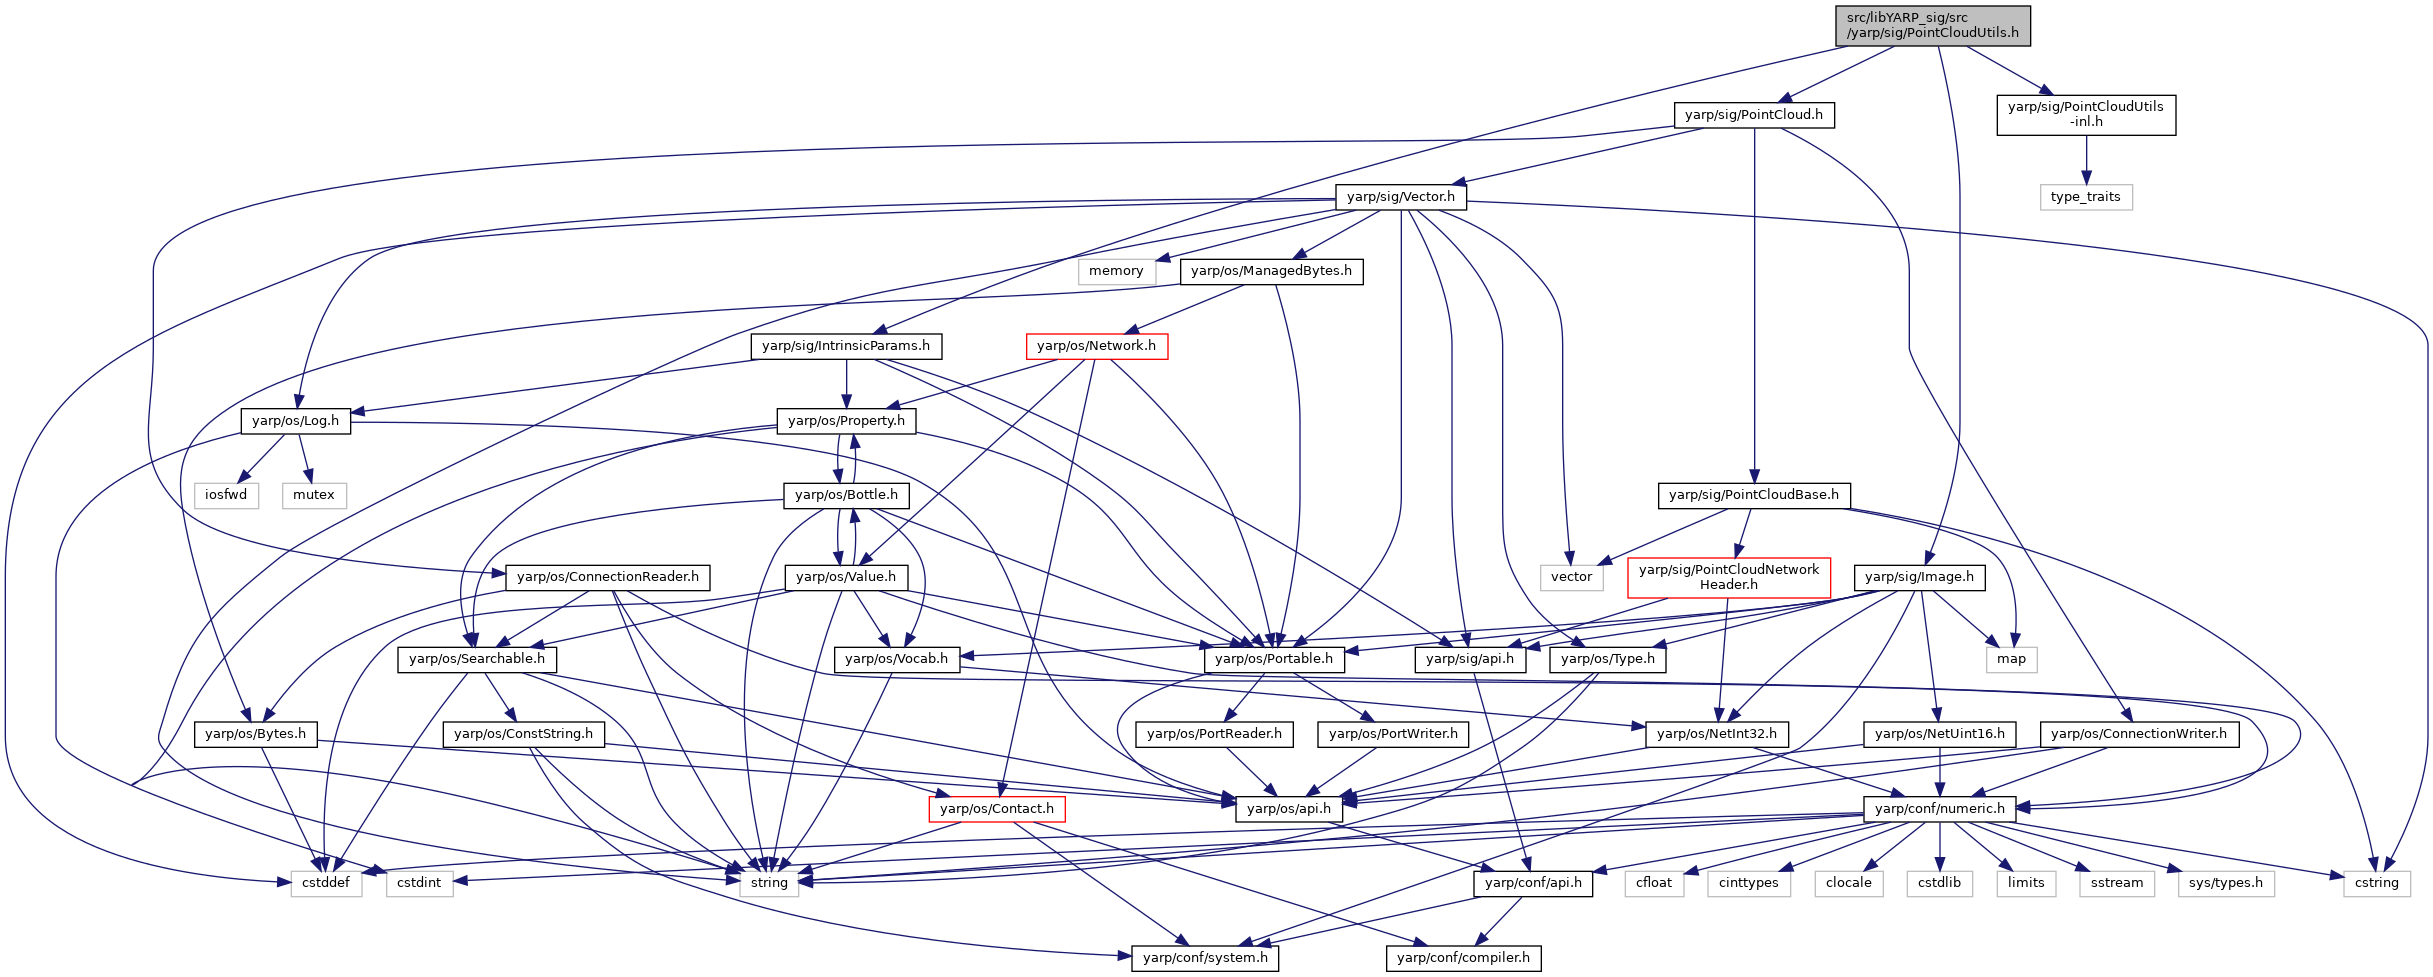 src/libYARP_sig/src
/yarp/sig/PointCloudUtils.h
yarp/sig/PointCloud.h
yarp/sig/PointCloudUtils
-inl.h
yarp/sig/Vector.h
type_traits
memory
yarp/os/ManagedBytes.h
yarp/sig/IntrinsicParams.h
yarp/os/Network.h
yarp/os/Log.h
yarp/os/Property.h
iosfwd
mutex
yarp/os/Bottle.h
yarp/sig/PointCloudBase.h
yarp/os/ConnectionReader.h
yarp/os/Value.h
vector
yarp/sig/PointCloudNetwork
Header.h
yarp/sig/Image.h
yarp/os/Searchable.h
yarp/os/Vocab.h
yarp/os/Portable.h
yarp/sig/api.h
yarp/os/Type.h
map
yarp/os/Bytes.h
yarp/os/ConstString.h
yarp/os/PortReader.h
yarp/os/PortWriter.h
yarp/os/NetInt32.h
yarp/os/NetUint16.h
yarp/os/ConnectionWriter.h
yarp/os/Contact.h
yarp/os/api.h
yarp/conf/numeric.h
cstddef
cstdint
string
yarp/conf/api.h
cfloat
cinttypes
clocale
cstdlib
limits
sstream
sys/types.h
cstring
yarp/conf/system.h
yarp/conf/compiler.h